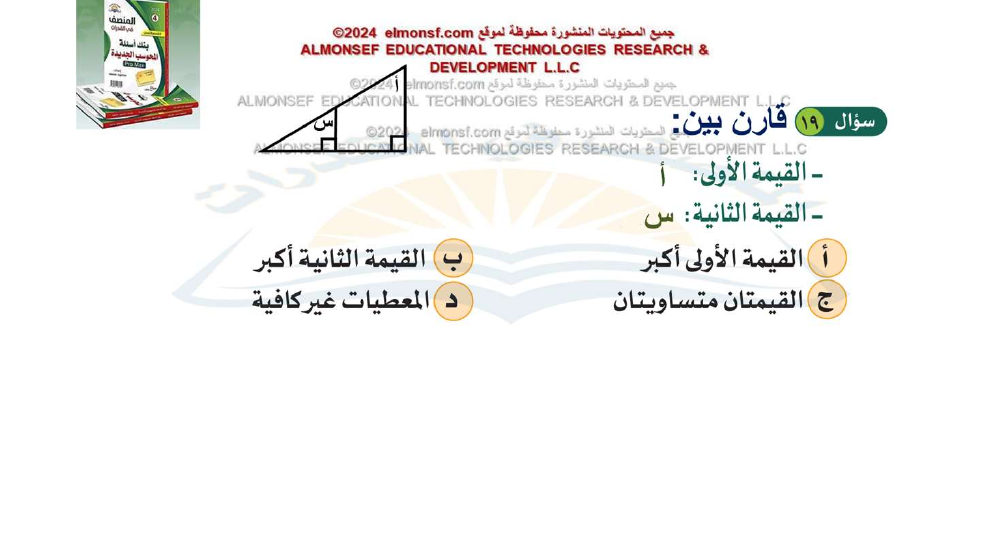 المنصف
في القدرات
بنك أسئلة
المحوسب الجديدة
جميع المحتويات المنشورة محفوظة لموقع elmonsf.com ©2024
ALMONSEF EDUCATIONAL TECHNOLOGIES RESEARCH &
DEVELOPMENT L.L.C
جميع المحتويات المنشورة محفوظة لموقع elmonsf.com ©2024
ALMONSEF EDUCATIONAL TECHNOLOGIES RESEARCH & DEVELOPMENT L.L.C
أ
س
سؤال ١٩ قارن بين:
جميع المحتويات المنشورة محفوظة لموقع elmonsf.com ©2024
ALMONSEF EDUCATIONAL TECHNOLOGIES RESEARCH & DEVELOPMENT L.L.C
- القيمة الأولى: أ
- القيمة الثانية: س
أ القيمة الأولى أكبر
ب القيمة الثانية أكبر
ج القيمتان متساويتان
د المعطيات غير كافية